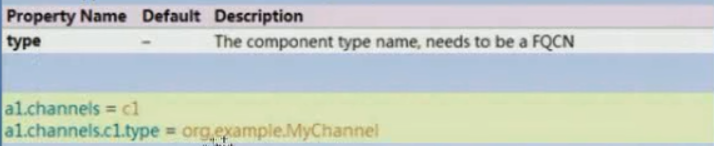 Property Name Default Description
type – The component type name, needs to be a FQCN
a1.channels = c1
a1.channels.c1.type = org.example.MyChannel